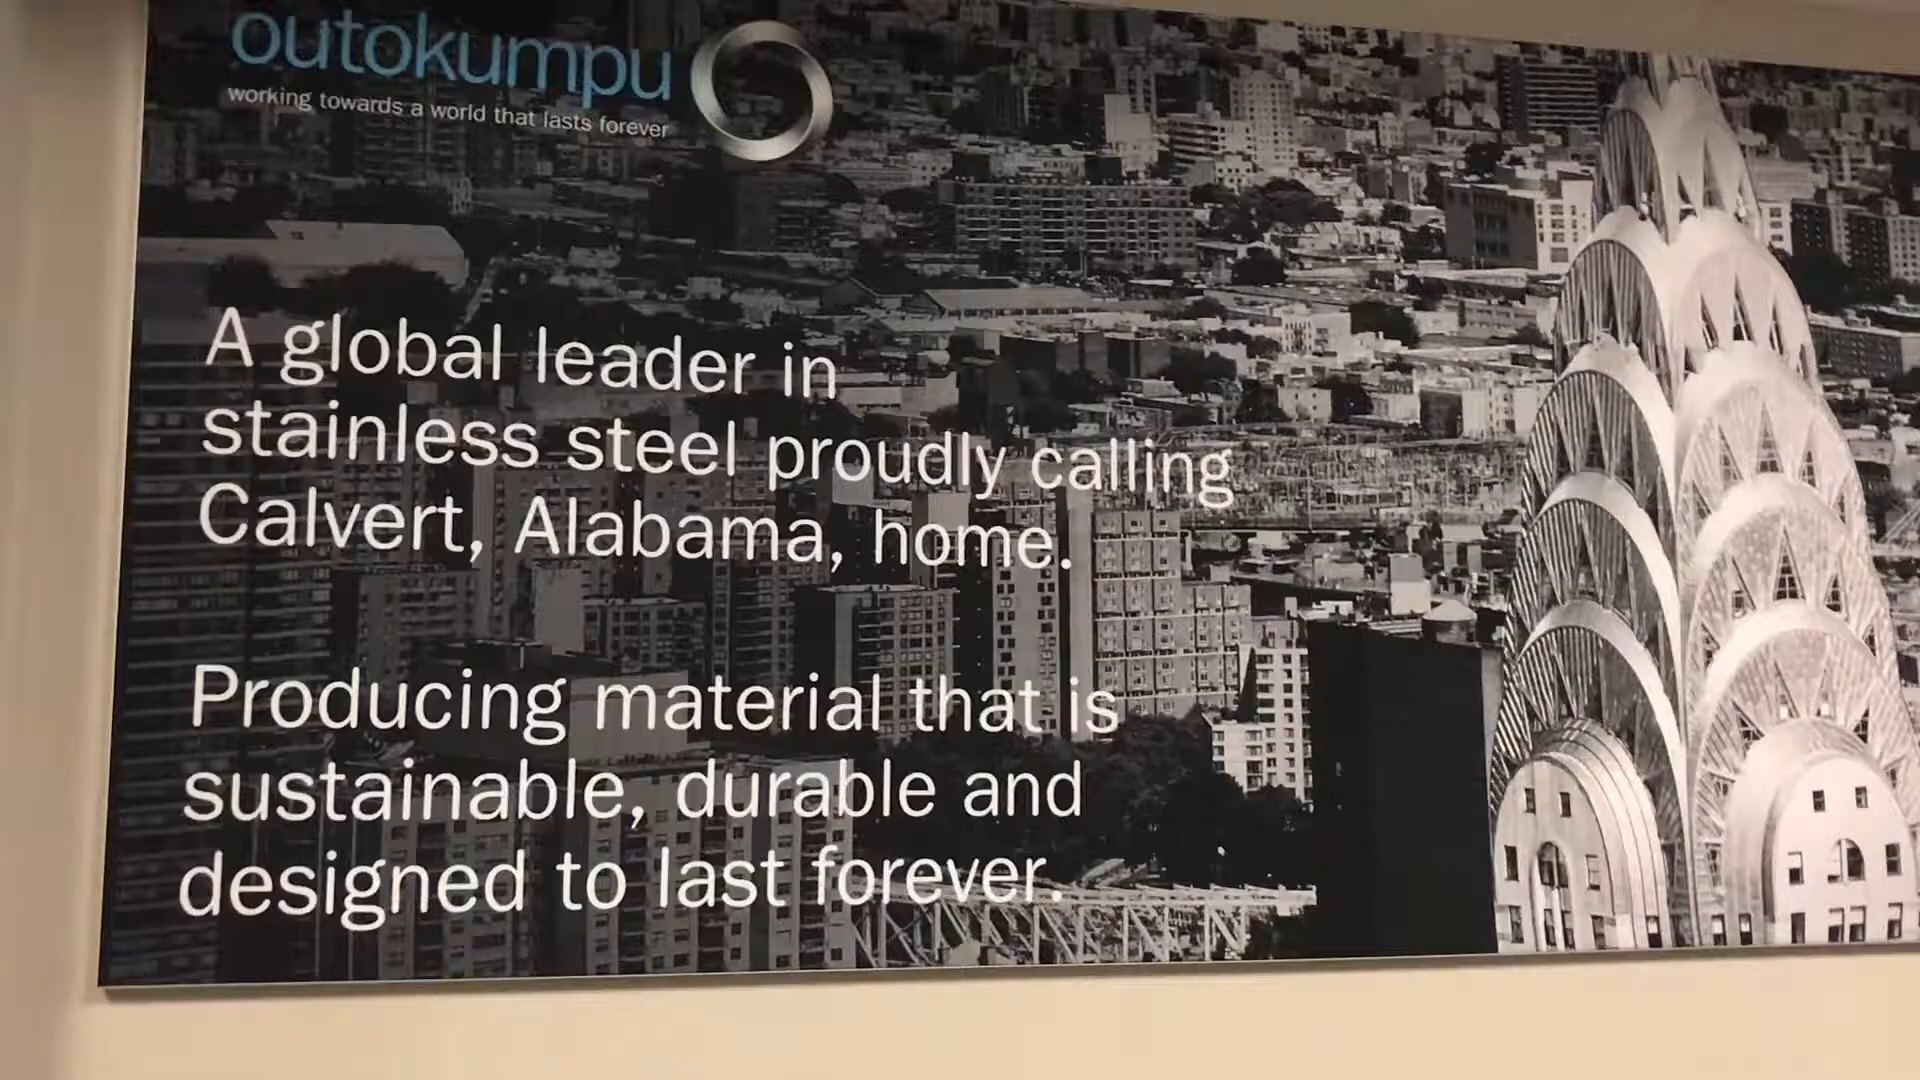 outokumpu
working towards a world that lasts forever
A global leader in
stainless steel proudly calling
Calvert, Alabama, home.
Producing material that is
sustainable, durable and
designed to last forever.